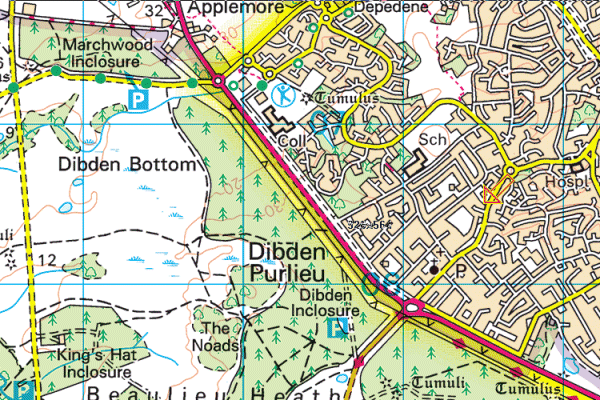 32
Applemore
Depedene
Marchwood
Inclosure
P
Tumulus
Coll
Sch
Dibden Bottom
Hospl
Dibden
Purlieu
12
P
Dibden
Inclosure
P
The
Noads
King's Hat
Inclosure
P
Tumuli
Tumulus
Beaulieu Heath